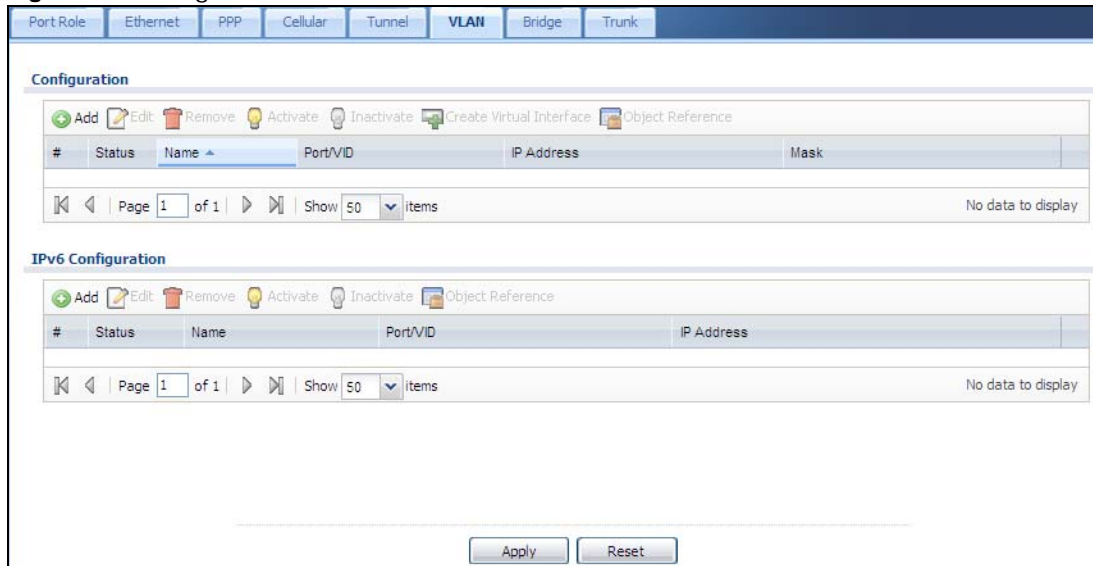 Port Role Ethernet PPP Cellular Tunnel VLAN Bridge Trunk
Configuration
Add Edit Remove Activate Inactivate Create Virtual Interface Object Reference
# Status Name Port/VID IP Address Mask
Page 1 of 1 Show 50 items No data to display
IPv6 Configuration
Add Edit Remove Activate Inactivate Object Reference
# Status Name Port/VID IP Address
Page 1 of 1 Show 50 items No data to display
Apply Reset